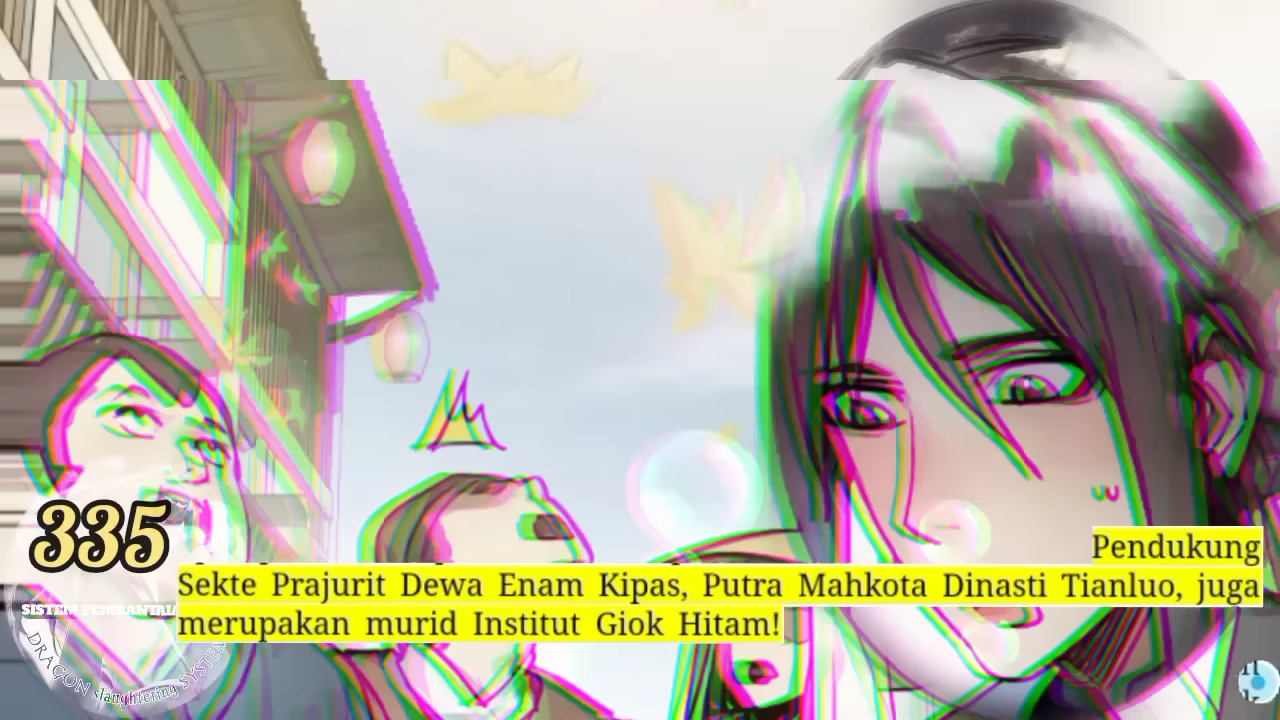 335
Pendukung
Sekte Prajurit Dewa Enam Kipas, Putra Mahkota Dinasti Tianluo, juga
merupakan murid Institut Giok Hitam!
DRAGON slaughtering SYSTEM